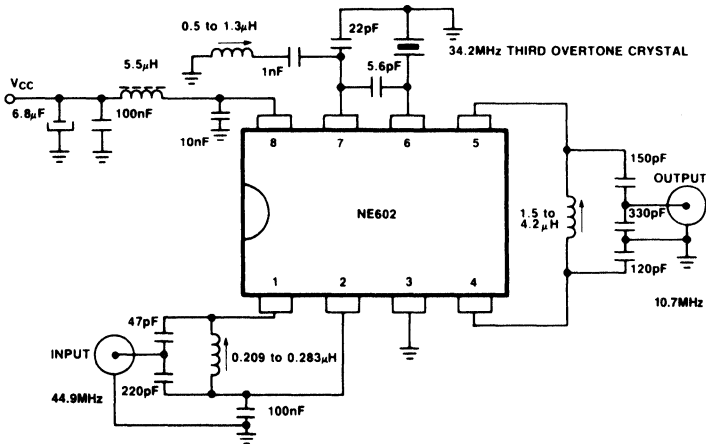 0.5 to 1.3μH
22pF
34.2MHz THIRD OVERTONE CRYSTAL
5.5μH
1nF
5.6pF
VCC
6.8μF
100nF
10nF
8
7
6
5
150pF
OUTPUT
NE602
1.5 to
4.2μH
330pF
120pF
1
2
3
4
10.7MHz
47pF
INPUT
0.209 to 0.283μH
220pF
44.9MHz
100nF